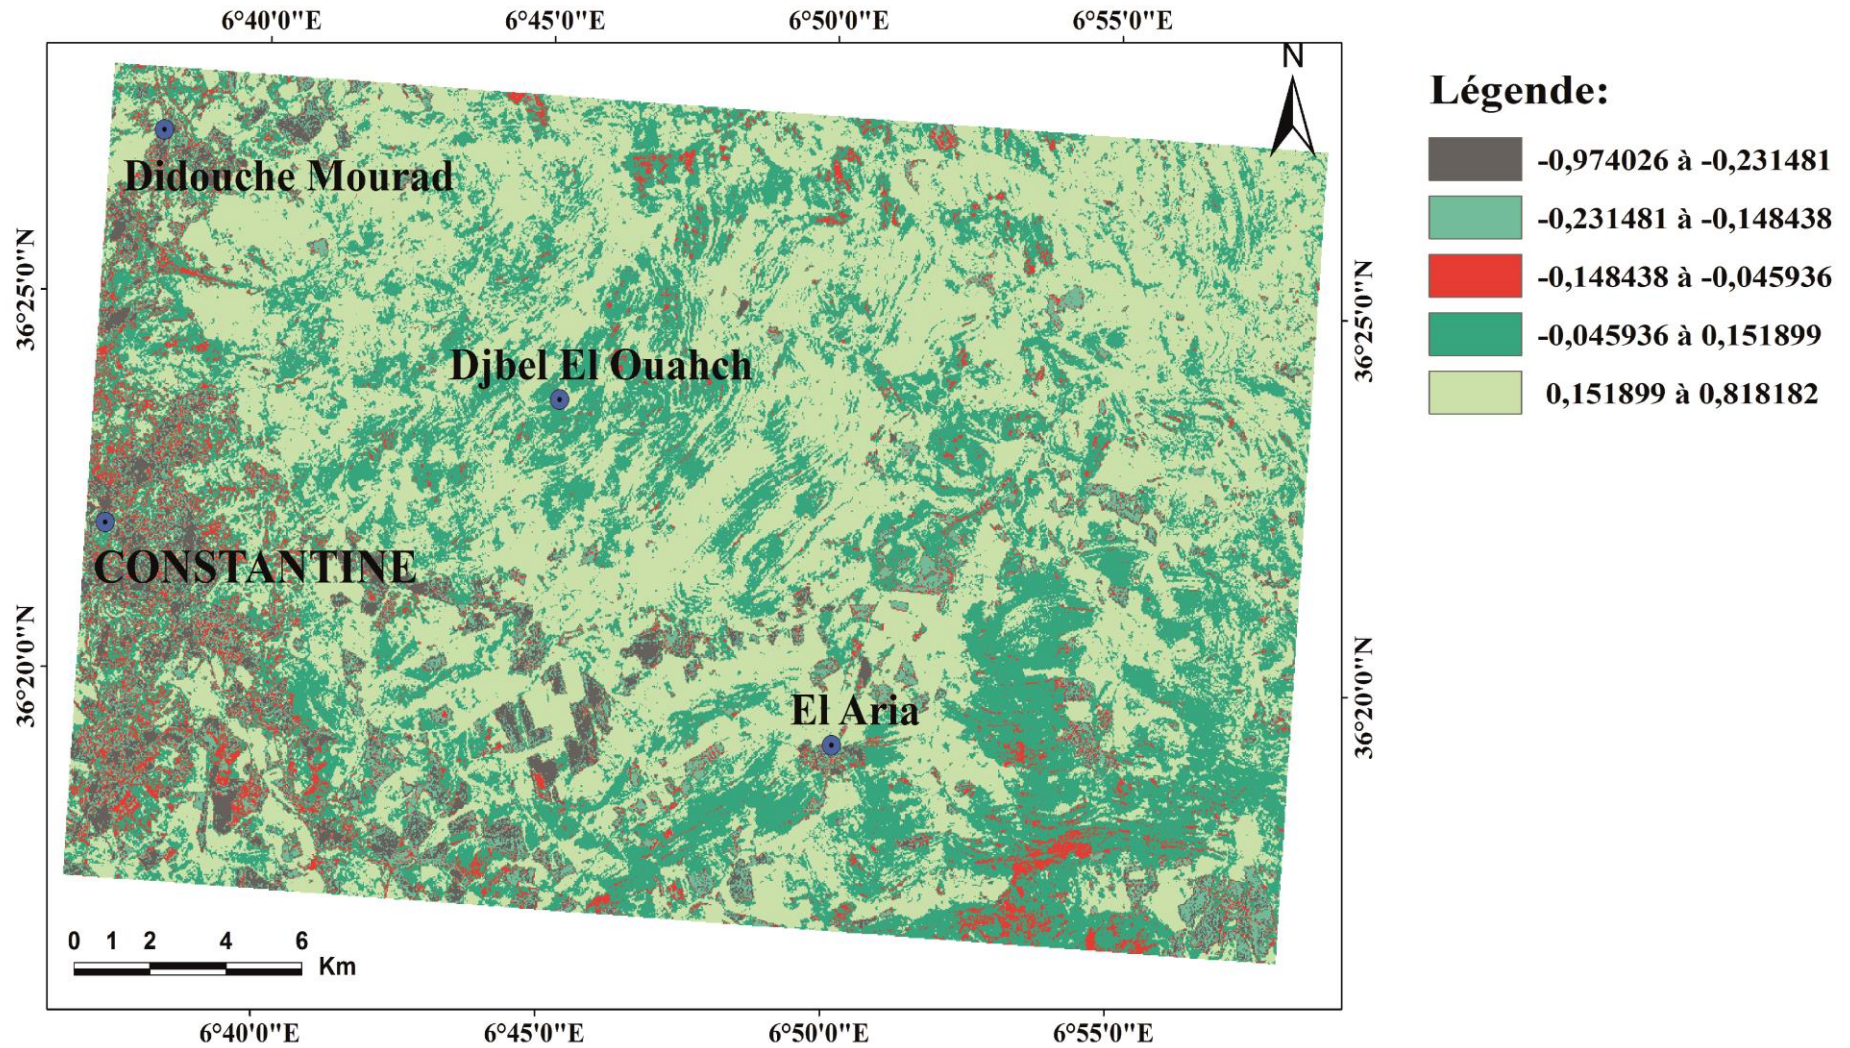 6°40'0"E 6°45'0"E 6°50'0"E 6°55'0"E
N
Légende:
-0,974026 à -0,231481
-0,231481 à -0,148438
-0,148438 à -0,045936
-0,045936 à 0,151899
0,151899 à 0,818182
Didouche Mourad
36°25'0"N
36°25'0"N
Djbel El Ouahch
CONSTANTINE
36°20'0"N
36°20'0"N
El Aria
0 1 2 4 6
Km
6°40'0"E 6°45'0"E 6°50'0"E 6°55'0"E